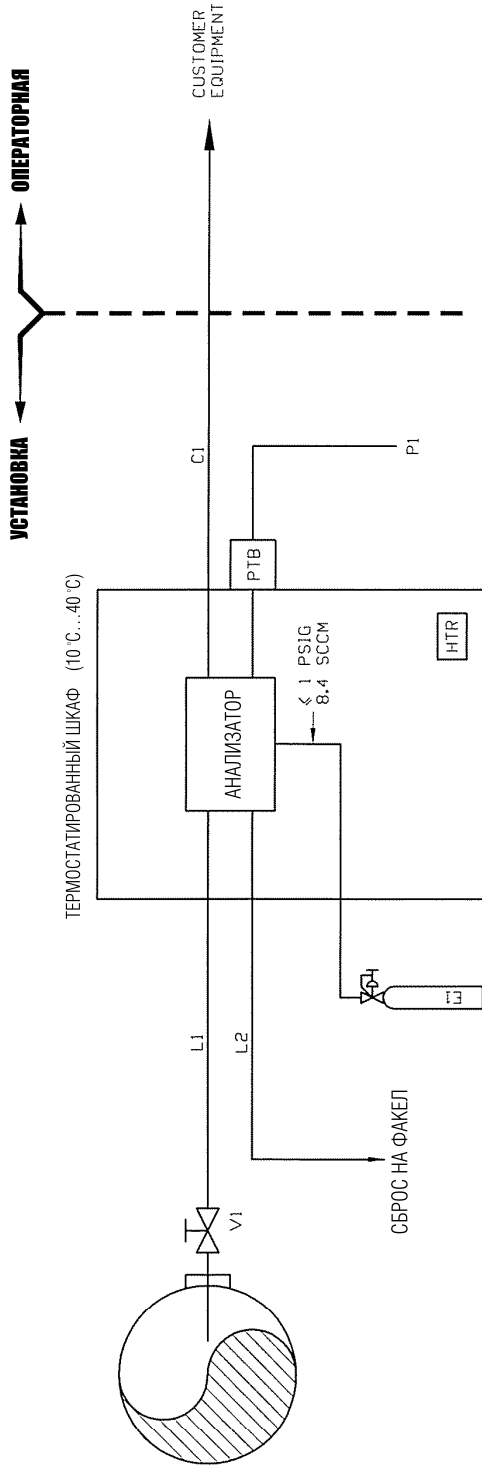 УСТАНОВКА
ОПЕРАТОРНАЯ
ТЕРМОСТАТИРОВАННЫЙ ШКАФ (10 °C...40 °C)
CUSTOMER
EQUIPMENT
L1
C1
V1
АНАЛИЗАТОР
PTB
P1
L2
≤ 1 PSIG
8.4 SCCM
HTR
E1
СБРОС НА ФАКЕЛ